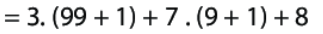 = 3. (99 + 1) + 7 . (9 + 1) + 8